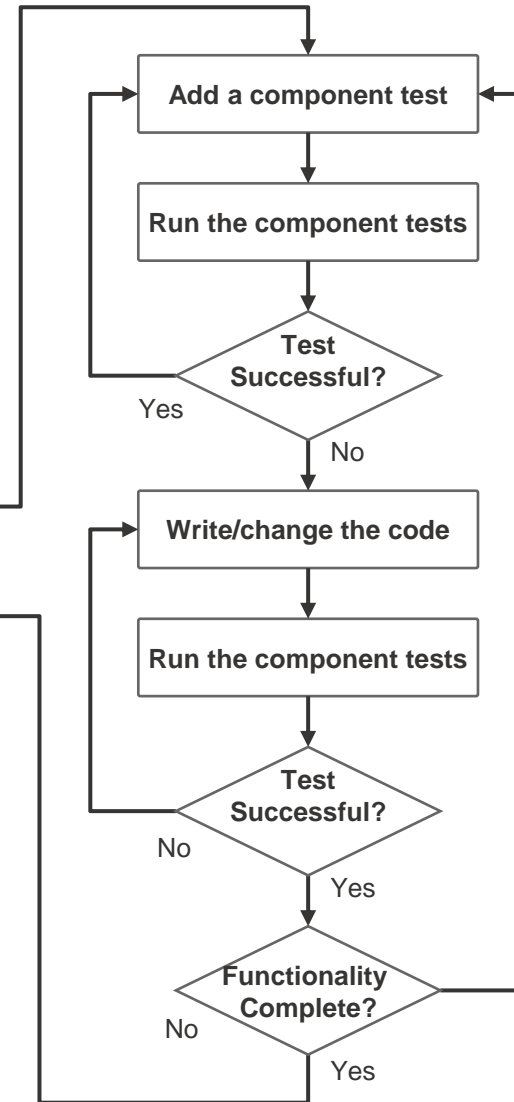 Add a component test
Run the component tests
Test
Successful?
Yes
No
Write/change the code
Run the component tests
Test
Successful?
No
Yes
Functionality
Complete?
No
Yes